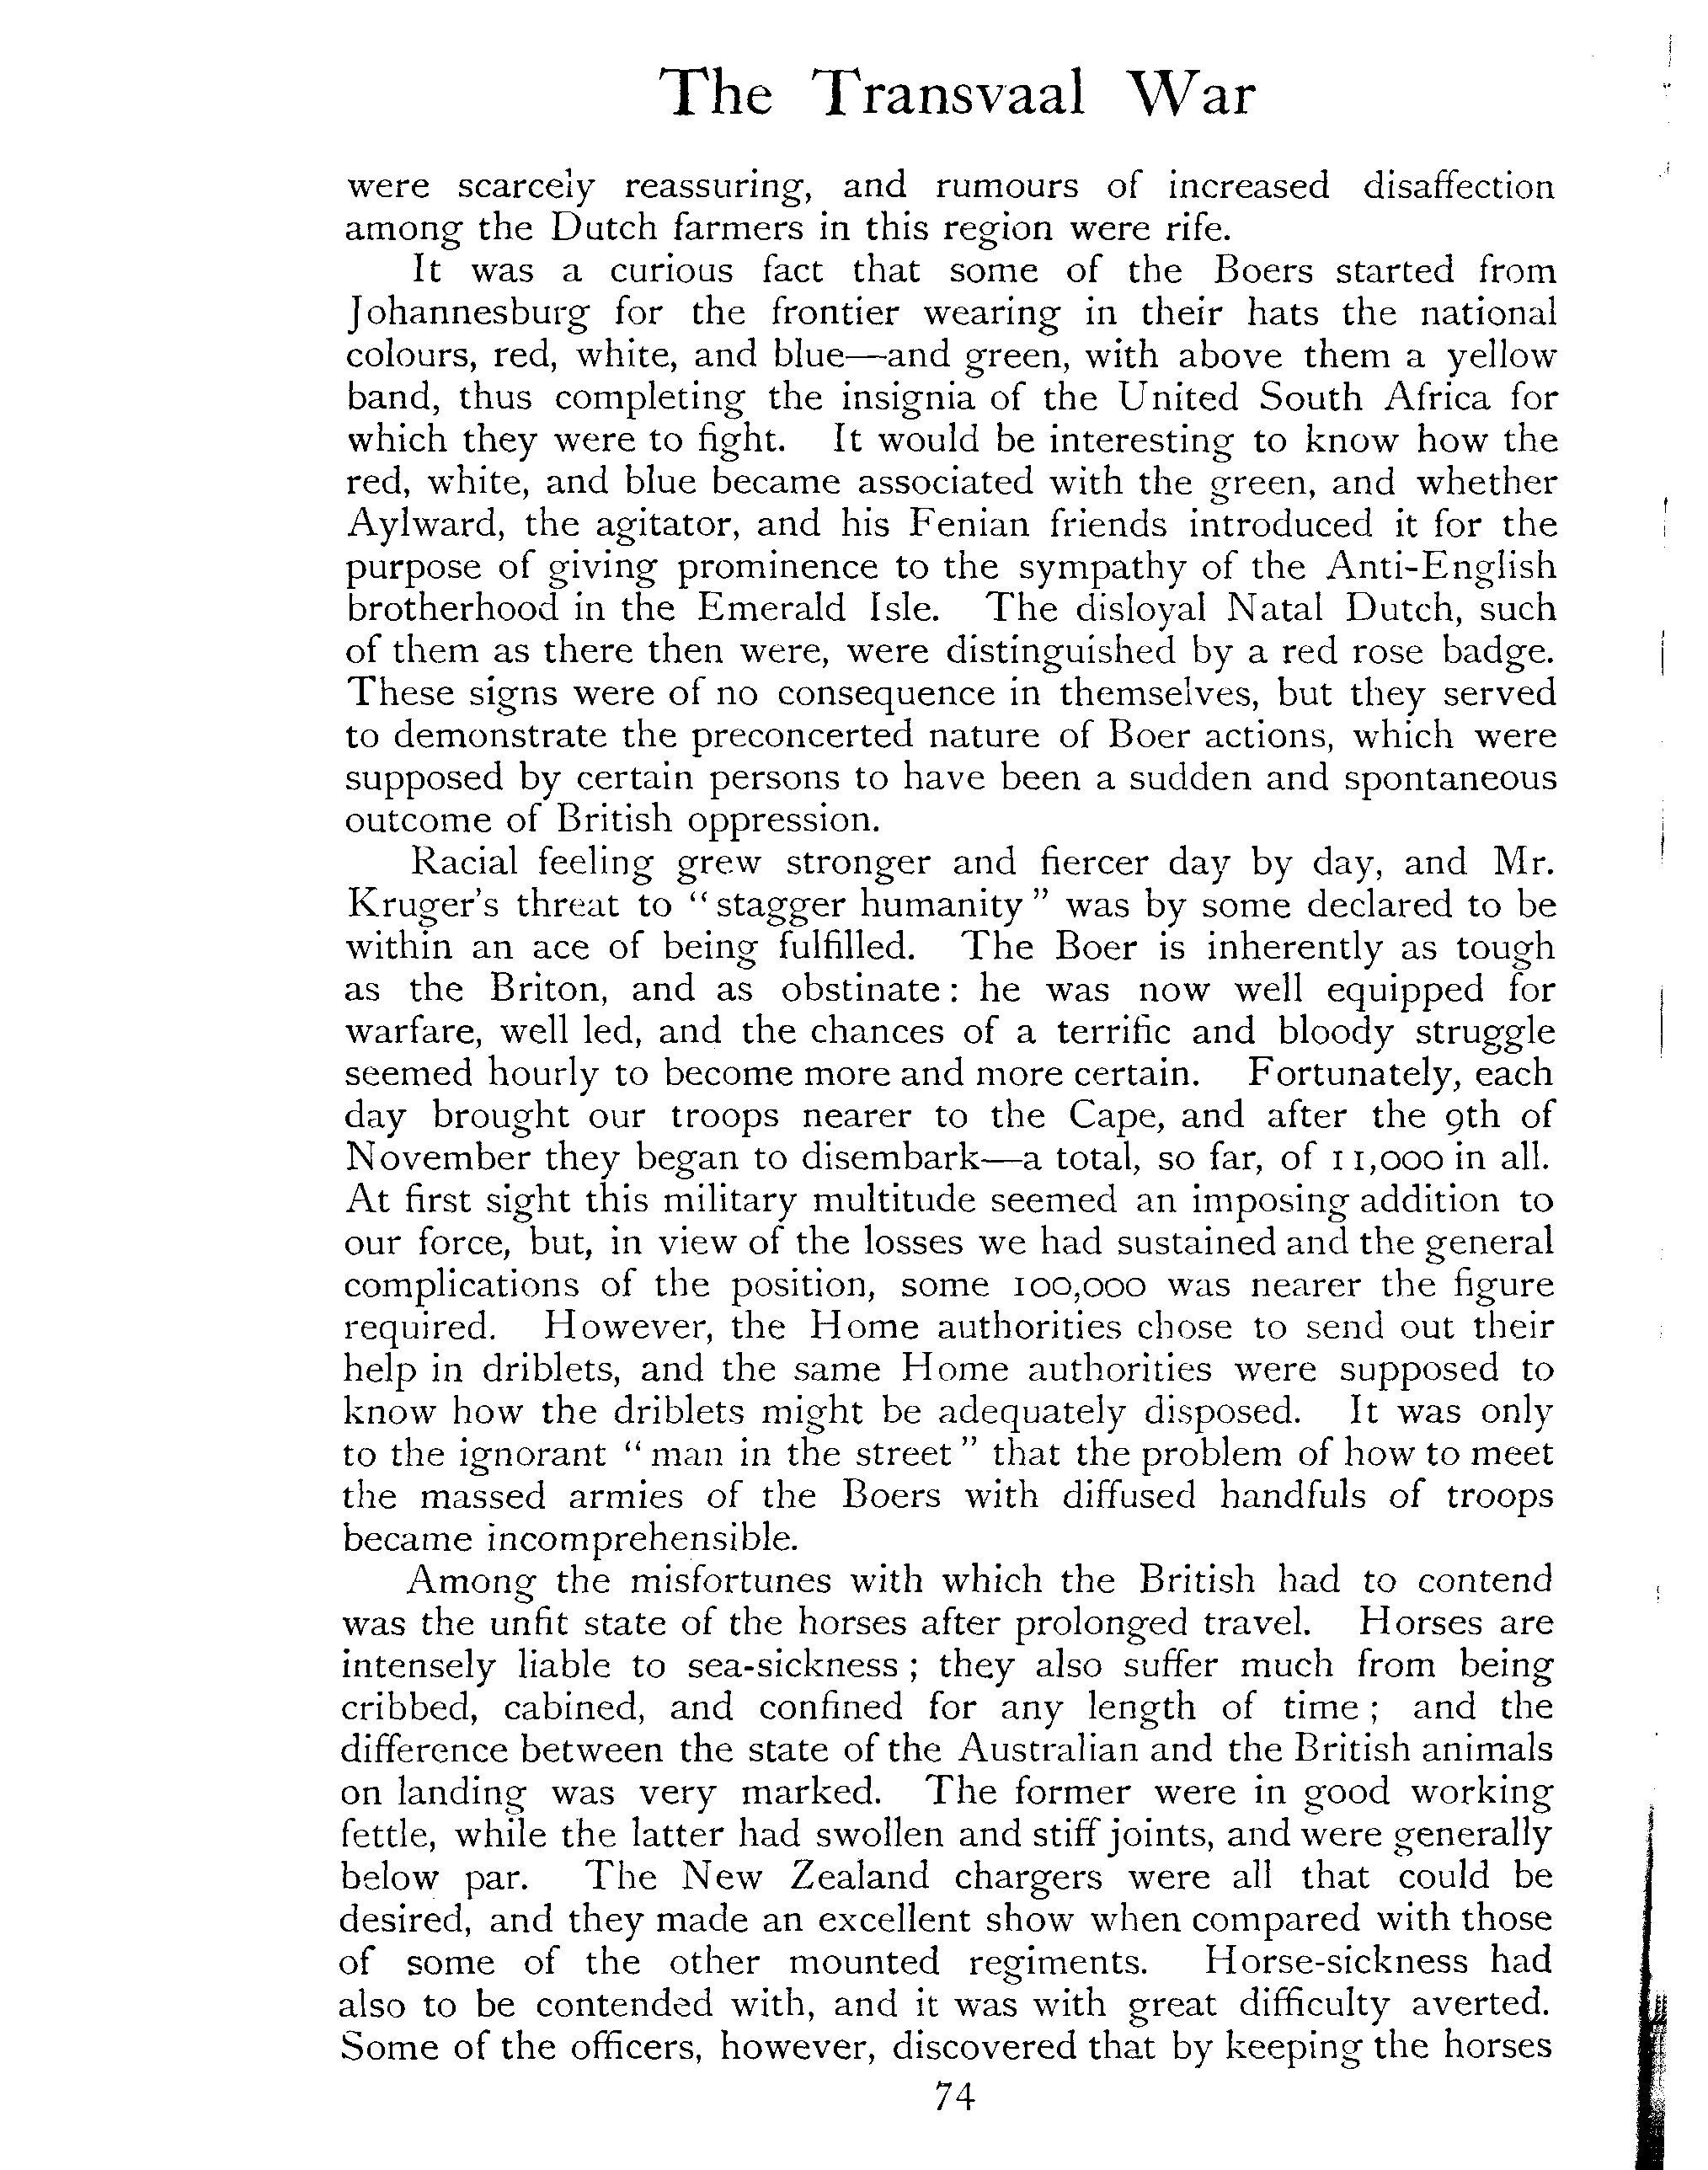 The Transvaal War
were scarcely reassuring, and rumours of increased disaffection
among the Dutch farmers in this region were rife.
It was a curious fact that some of the Boers started from
Johannesburg for the frontier wearing in their hats the national
colours, red, white, and blue—and green, with above them a yellow
band, thus completing the insignia of the United South Africa for
which they were to fight. It would be interesting to know how the
red, white, and blue became associated with the green, and whether
Aylward, the agitator, and his Fenian friends introduced it for the
purpose of giving prominence to the sympathy of the Anti-English
brotherhood in the Emerald Isle. The disloyal Natal Dutch, such
of them as there then were, were distinguished by a red rose badge.
These signs were of no consequence in themselves, but they served
to demonstrate the preconcerted nature of Boer actions, which were
supposed by certain persons to have been a sudden and spontaneous
outcome of British oppression.
Racial feeling grew stronger and fiercer day by day, and Mr.
Kruger's threat to "stagger humanity" was by some declared to be
within an ace of being fulfilled. The Boer is inherently as tough
as the Briton, and as obstinate: he was now well equipped for
warfare, well led, and the chances of a terrific and bloody struggle
seemed hourly to become more and more certain. Fortunately, each
day brought our troops nearer to the Cape, and after the 9th of
November they began to disembark—a total, so far, of 11,000 in all.
At first sight this military multitude seemed an imposing addition to
our force, but, in view of the losses we had sustained and the general
complications of the position, some 100,000 was nearer the figure
required. However, the Home authorities chose to send out their
help in driblets, and the same Home authorities were supposed to
know how the driblets might be adequately disposed. It was only
to the ignorant "man in the street" that the problem of how to meet
the massed armies of the Boers with diffused handfuls of troops
became incomprehensible.
Among the misfortunes with which the British had to contend
was the unfit state of the horses after prolonged travel. Horses are
intensely liable to sea-sickness; they also suffer much from being
cribbed, cabined, and confined for any length of time; and the
difference between the state of the Australian and the British animals
on landing was very marked. The former were in good working
fettle, while the latter had swollen and stiff joints, and were generally
below par. The New Zealand chargers were all that could be
desired, and they made an excellent show when compared with those
of some of the other mounted regiments. Horse-sickness had
also to be contended with, and it was with great difficulty averted.
Some of the officers, however, discovered that by keeping the horses
74